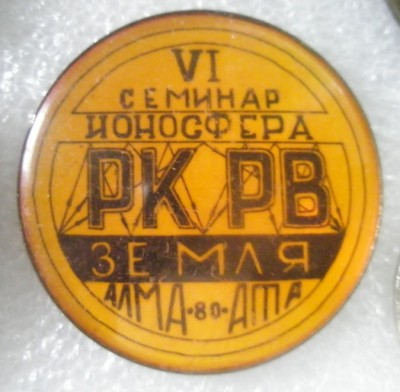 VI
СЕМИНАР
ИОНОСФЕРА
РК РВ
ЗЕМЛЯ
АЛМА·80·АТА